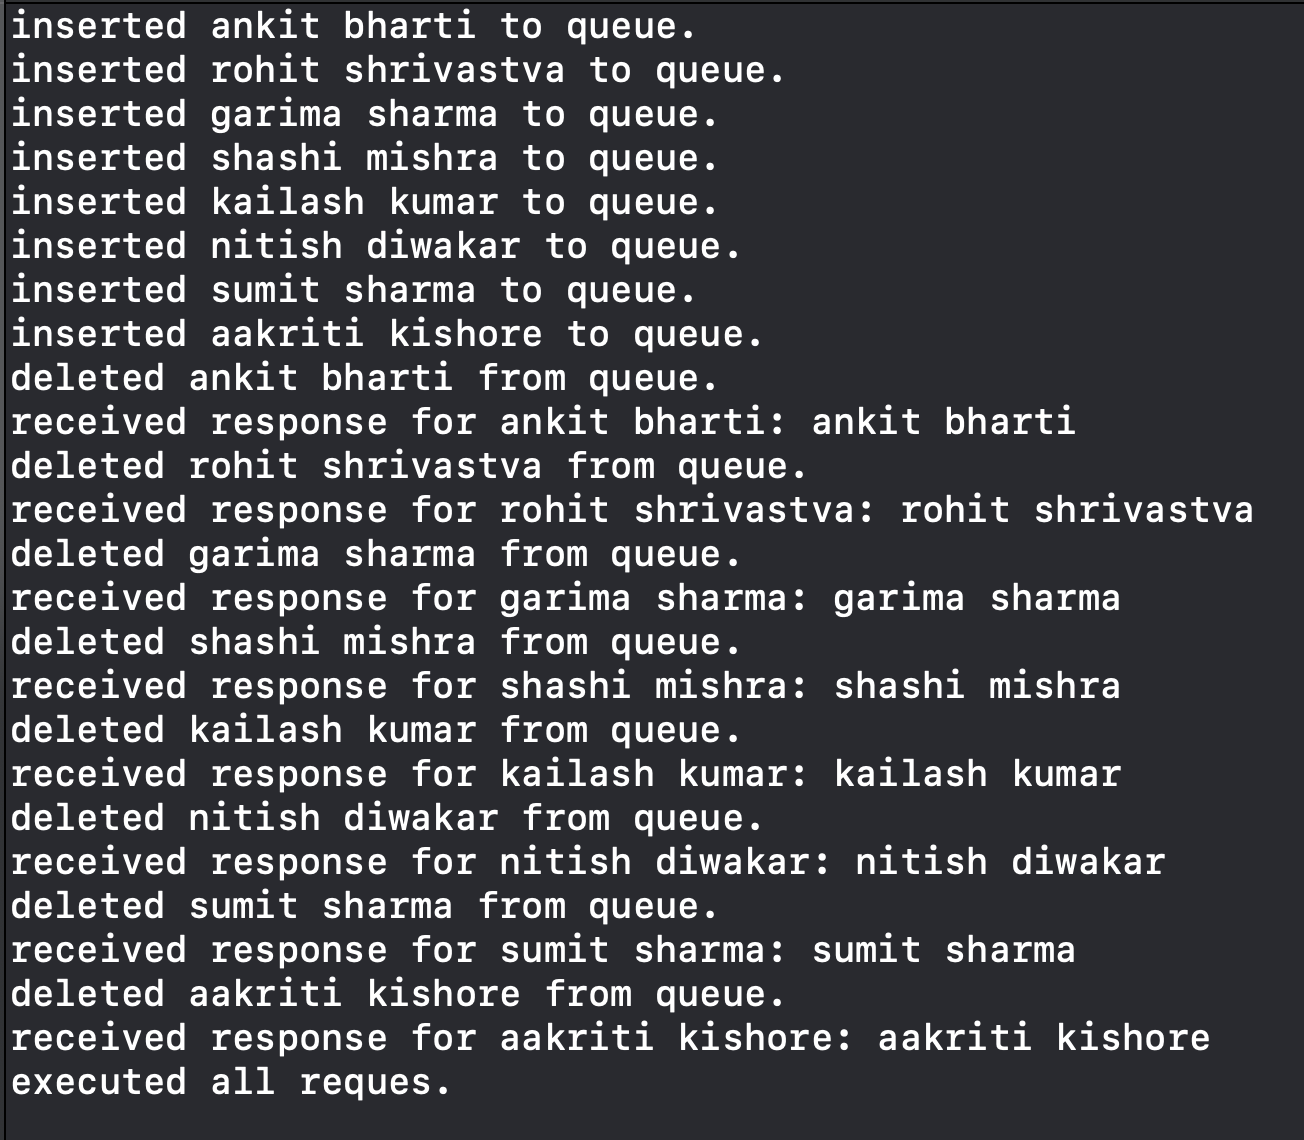 inserted ankit bharti to queue.
inserted rohit shrivastva to queue.
inserted garima sharma to queue.
inserted shashi mishra to queue.
inserted kailash kumar to queue.
inserted nitish diwakar to queue.
inserted sumit sharma to queue.
inserted aakriti kishore to queue.
deleted ankit bharti from queue.
received response for ankit bharti: ankit bharti
deleted rohit shrivastva from queue.
received response for rohit shrivastva: rohit shrivastva
deleted garima sharma from queue.
received response for garima sharma: garima sharma
deleted shashi mishra from queue.
received response for shashi mishra: shashi mishra
deleted kailash kumar from queue.
received response for kailash kumar: kailash kumar
deleted nitish diwakar from queue.
received response for nitish diwakar: nitish diwakar
deleted sumit sharma from queue.
received response for sumit sharma: sumit sharma
deleted aakriti kishore from queue.
received response for aakriti kishore: aakriti kishore
executed all reques.